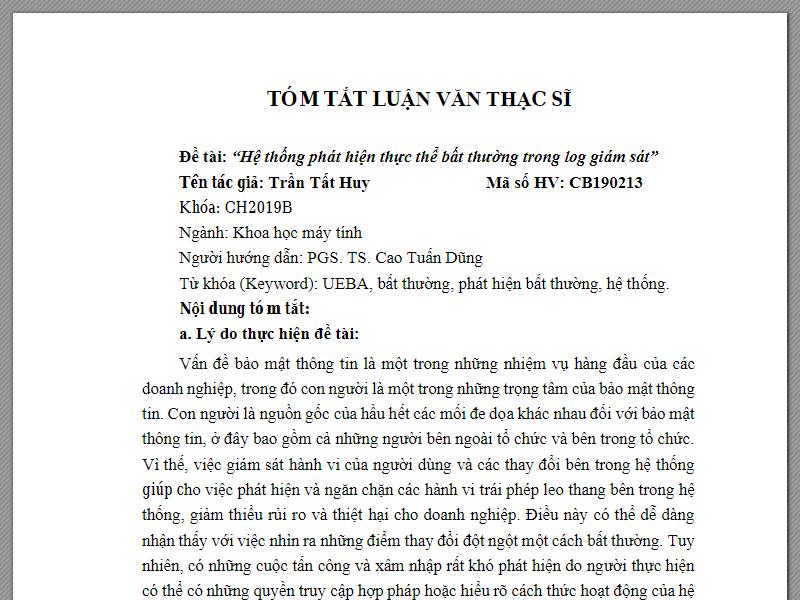 TÓM TẮT LUẬN VĂN THẠC SĨ
Đề tài: “Hệ thống phát hiện thực thể bất thường trong log giám sát”
Tên tác giả: Trần Tất Huy Mã số HV: CB190213
Khóa: CH2019B
Ngành: Khoa học máy tính
Người hướng dẫn: PGS. TS. Cao Tuấn Dũng
Từ khóa (Keyword): UEBA, bất thường, phát hiện bất thường, hệ thống.
Nội dung tóm tắt:
a. Lý do thực hiện đề tài:
Vấn đề bảo mật thông tin là một trong những nhiệm vụ hàng đầu của các
doanh nghiệp, trong đó con người là một trong những trọng tâm của bảo mật thông
tin. Con người là nguồn gốc của hầu hết các mối đe dọa khác nhau đối với bảo mật
thông tin, ở đây bao gồm cả những người bên ngoài tổ chức và bên trong tổ chức.
Vì thế, việc giám sát hành vi của người dùng và các thay đổi bên trong hệ thống
giúp cho việc phát hiện và ngăn chặn các hành vi trái phép leo thang bên trong hệ
thống, giảm thiểu rủi ro và thiệt hại cho doanh nghiệp. Điều này có thể dễ dàng
nhận thấy với việc nhìn ra những điểm thay đổi đột ngột một cách bất thường. Tuy
nhiên, có những cuộc tấn công và xâm nhập rất khó phát hiện do người thực hiện
có thể có những quyền truy cập hợp pháp hoặc hiểu rõ cách thức hoạt động của hệ